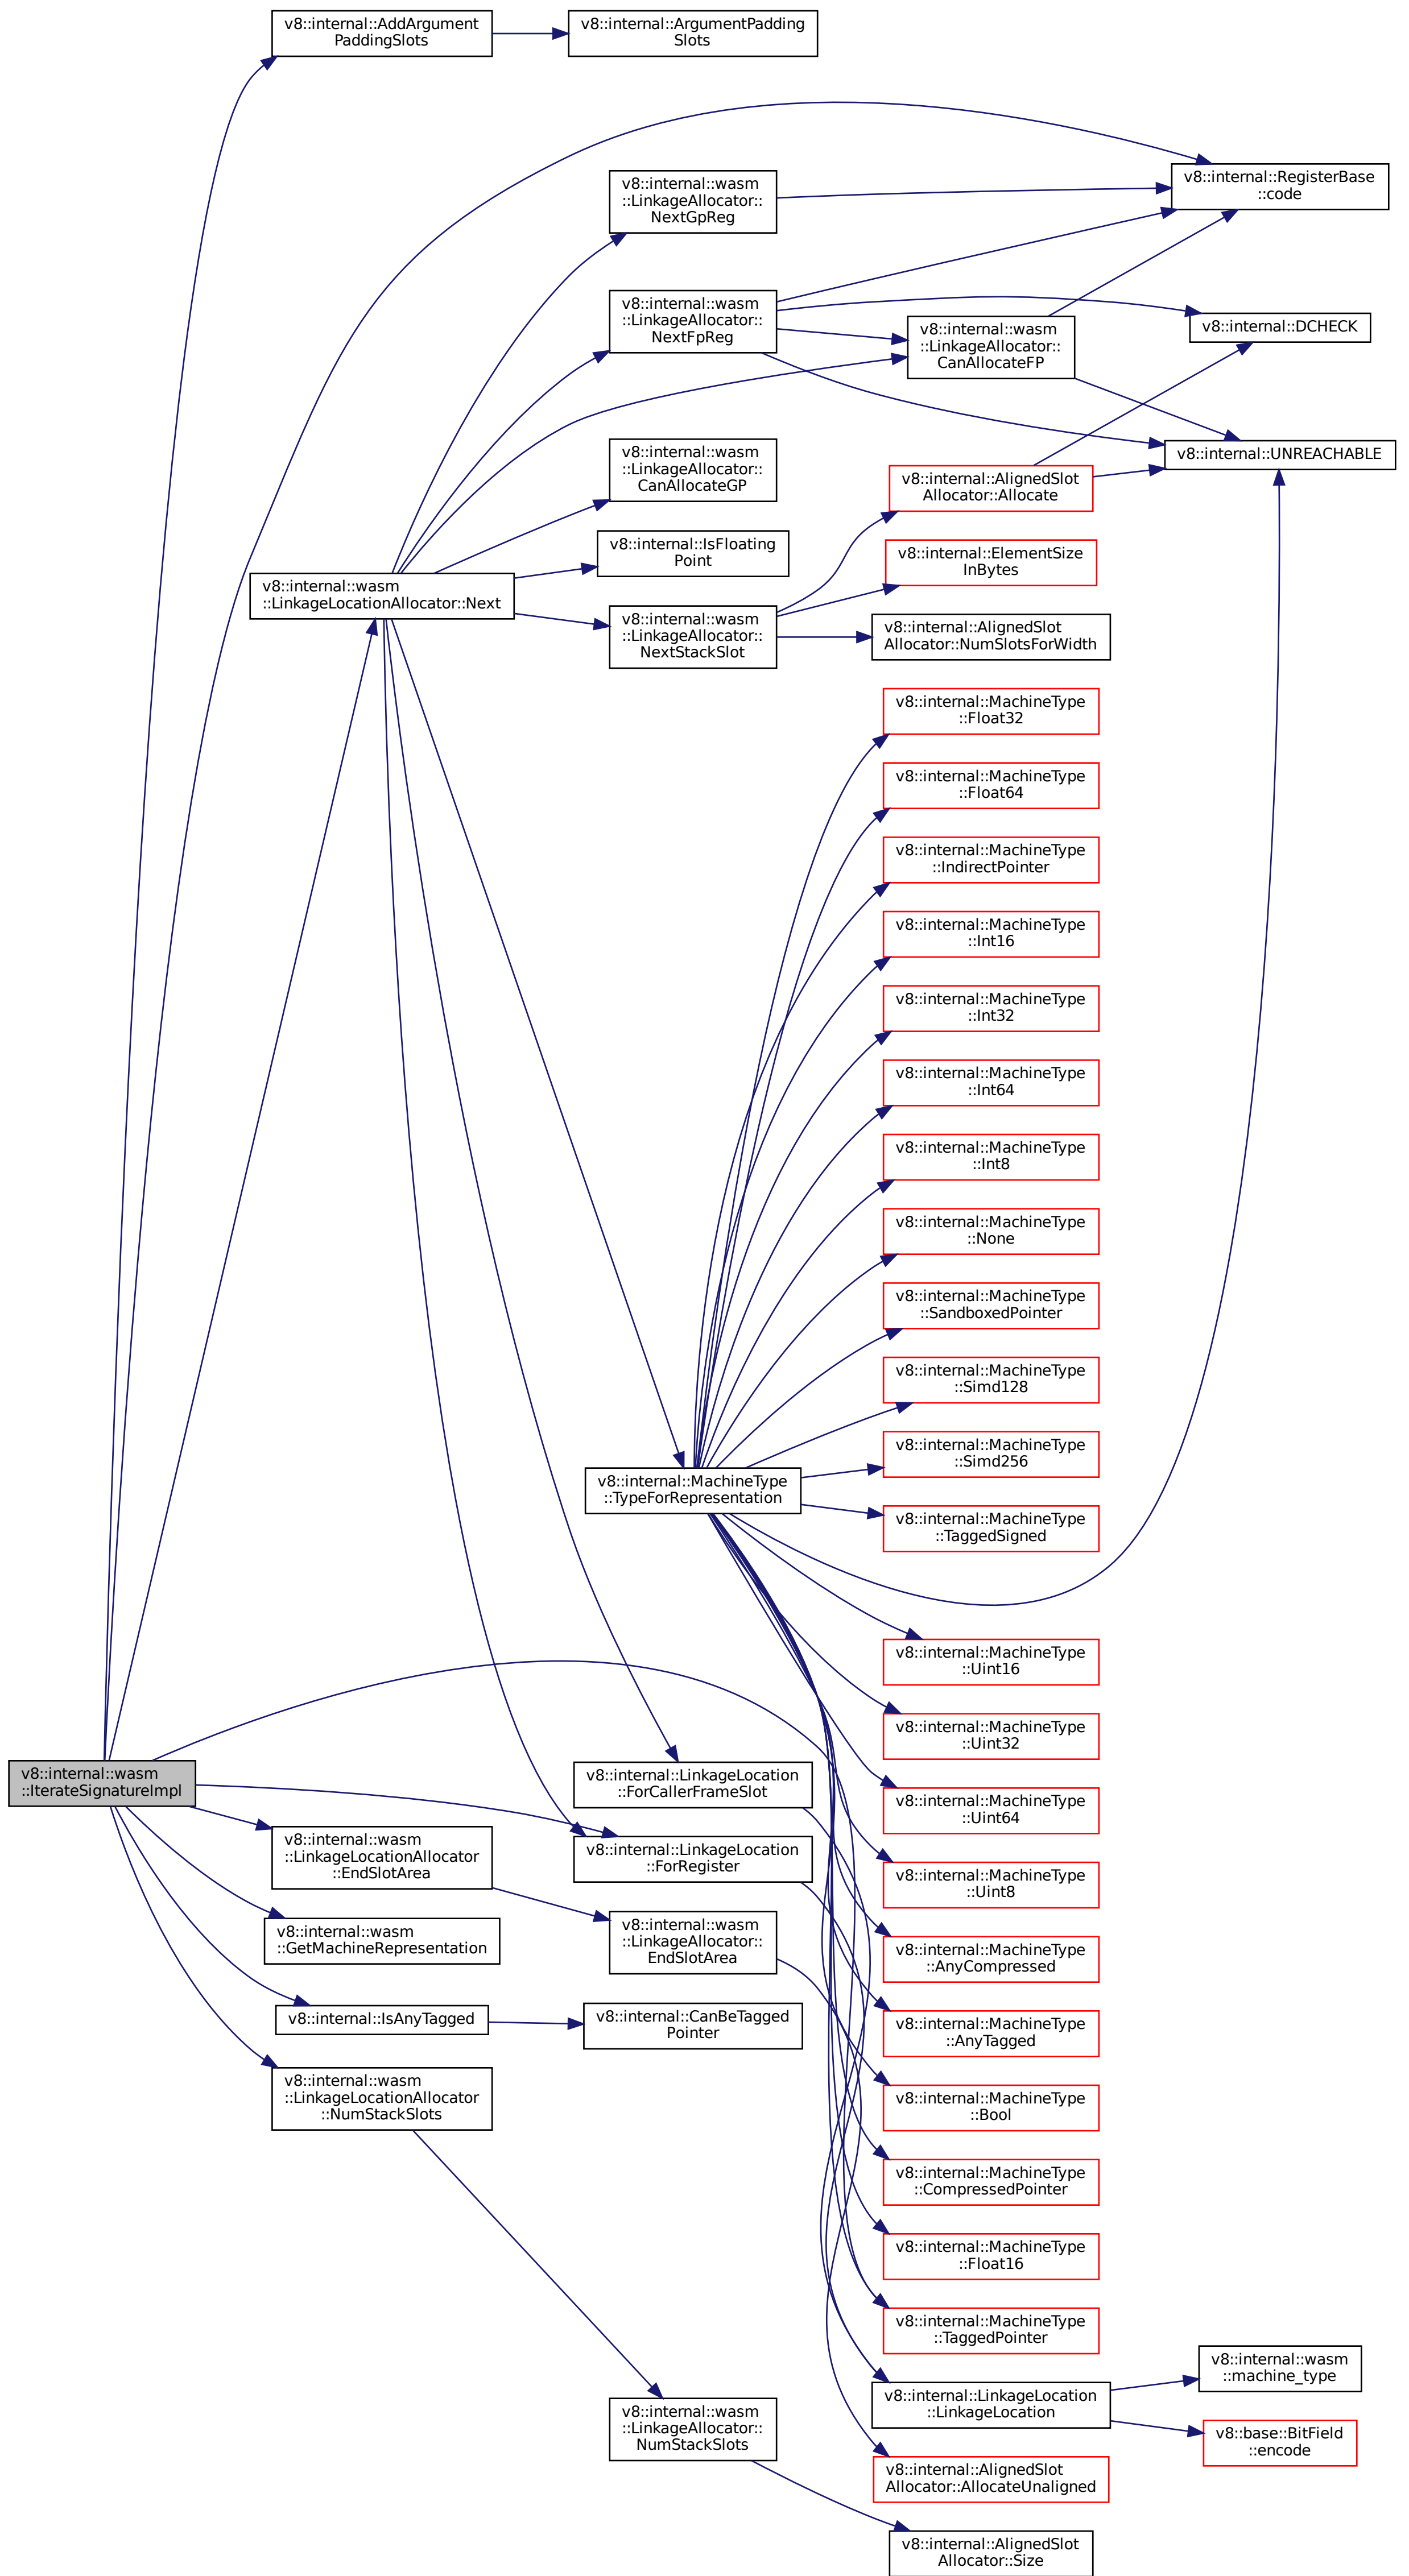 v8::internal::AddArgument
PaddingSlots
v8::internal::ArgumentPadding
Slots
v8::internal::RegisterBase
::code
v8::internal::wasm
::LinkageAllocator::
NextGpReg
v8::internal::wasm
::LinkageAllocator::
NextFpReg
v8::internal::DCHECK
v8::internal::wasm
::LinkageAllocator::
CanAllocateFP
v8::internal::UNREACHABLE
v8::internal::wasm
::LinkageAllocator::
CanAllocateGP
v8::internal::AlignedSlot
Allocator::Allocate
v8::internal::IsFloating
Point
v8::internal::ElementSize
InBytes
v8::internal::wasm
::LinkageLocationAllocator::Next
v8::internal::wasm
::LinkageAllocator::
NextStackSlot
v8::internal::AlignedSlot
Allocator::NumSlotsForWidth
v8::internal::MachineType
::Float32
v8::internal::MachineType
::Float64
v8::internal::MachineType
::IndirectPointer
v8::internal::MachineType
::Int16
v8::internal::MachineType
::Int32
v8::internal::MachineType
::Int64
v8::internal::MachineType
::Int8
v8::internal::MachineType
::None
v8::internal::MachineType
::SandboxedPointer
v8::internal::MachineType
::Simd128
v8::internal::MachineType
::Simd256
v8::internal::MachineType
::TypeForRepresentation
v8::internal::MachineType
::TaggedSigned
v8::internal::MachineType
::Uint16
v8::internal::MachineType
::Uint32
v8::internal::wasm
::IterateSignatureImpl
v8::internal::LinkageLocation
::ForCallerFrameSlot
v8::internal::MachineType
::Uint64
v8::internal::wasm
::LinkageLocationAllocator
::EndSlotArea
v8::internal::LinkageLocation
::ForRegister
v8::internal::MachineType
::Uint8
v8::internal::wasm
::GetMachineRepresentation
v8::internal::wasm
::LinkageAllocator::
EndSlotArea
v8::internal::MachineType
::AnyCompressed
v8::internal::IsAnyTagged
v8::internal::CanBeTagged
Pointer
v8::internal::MachineType
::AnyTagged
v8::internal::wasm
::LinkageLocationAllocator
::NumStackSlots
v8::internal::MachineType
::Bool
v8::internal::MachineType
::CompressedPointer
v8::internal::MachineType
::Float16
v8::internal::MachineType
::TaggedPointer
v8::internal::wasm
::machine_type
v8::internal::LinkageLocation
::LinkageLocation
v8::internal::wasm
::LinkageAllocator::
NumStackSlots
v8::base::BitField
::encode
v8::internal::AlignedSlot
Allocator::AllocateUnaligned
v8::internal::AlignedSlot
Allocator::Size